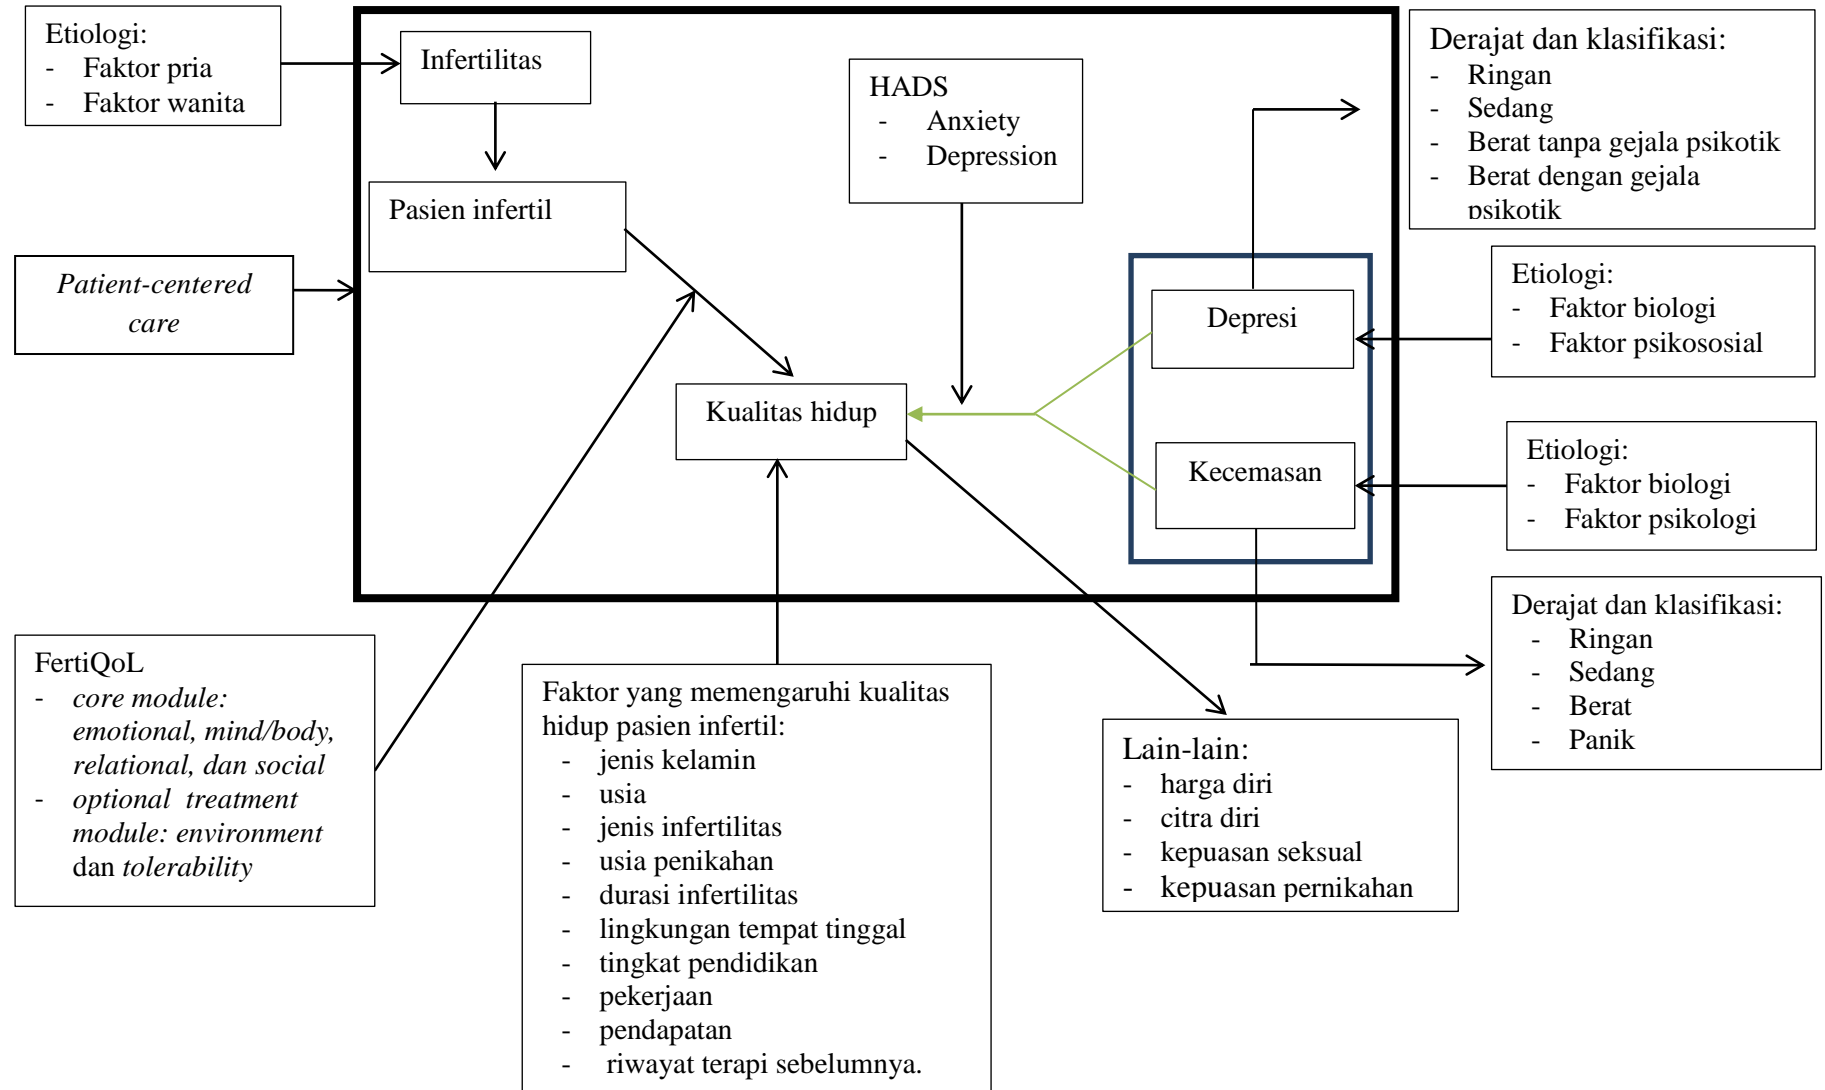 Etiologi:
- Faktor pria
- Faktor wanita
Infertilitas
HADS
- Anxiety
- Depression
Derajat dan klasifikasi:
- Ringan
- Sedang
- Berat tanpa gejala psikotik
- Berat dengan gejala
psikotik
Pasien infertil
Patient-centered
care
Depresi
Etiologi:
- Faktor biologi
- Faktor psikososial
Kualitas hidup
Kecemasan
Etiologi:
- Faktor biologi
- Faktor psikologi
Derajat dan klasifikasi:
- Ringan
- Sedang
- Berat
- Panik
FertiQoL
- core module:
emotional, mind/body,
relational, dan social
- optional treatment
module: environment
dan tolerability
Faktor yang memengaruhi kualitas
hidup pasien infertil:
- jenis kelamin
- usia
- jenis infertilitas
- usia penikahan
- durasi infertilitas
- lingkungan tempat tinggal
- tingkat pendidikan
- pekerjaan
- pendapatan
- riwayat terapi sebelumnya.
Lain-lain:
- harga diri
- citra diri
- kepuasan seksual
- kepuasan pernikahan